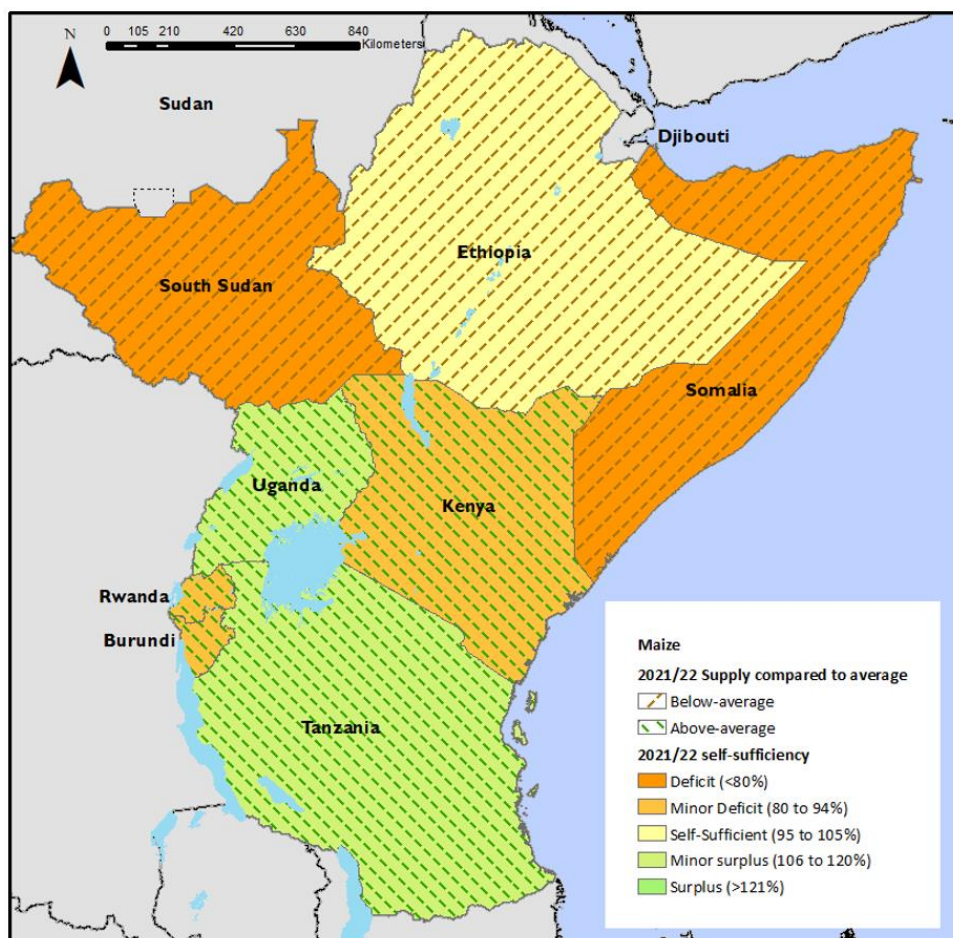 N
0 105 210 420 630 840
Kilometers
Sudan
Djibouti
Ethiopia
South Sudan
Somalia
Uganda
Kenya
Rwanda
Burundi
Tanzania
Maize
2021/22 Supply compared to average
Below-average
Above-average
2021/22 self-sufficiency
Deficit (<80%)
Minor Deficit (80 to 94%)
Self-Sufficient (95 to 105%)
Minor surplus (106 to 120%)
Surplus (>121%)